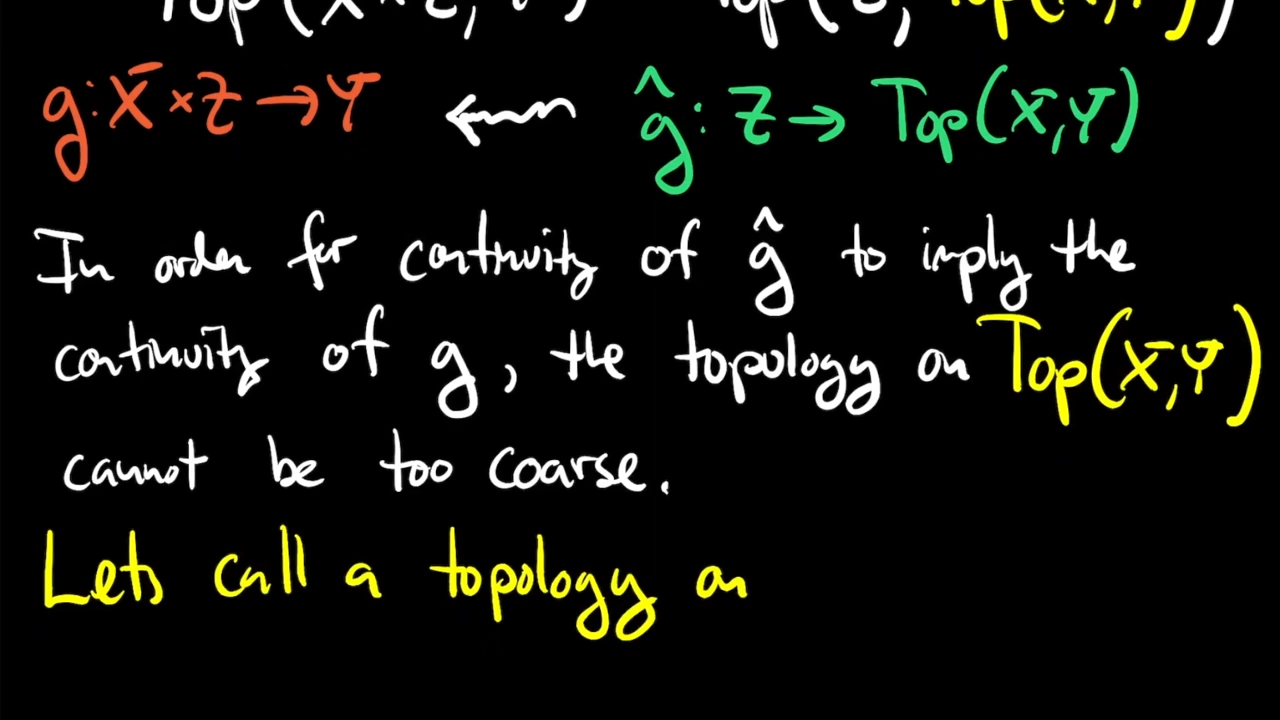 g: X × Z → Y ← ĝ: Z → Top(X, Y)
In order for continuity of ĝ to imply the
continuity of g, the topology on Top(X, Y)
cannot be too coarse.
Lets call a topology on